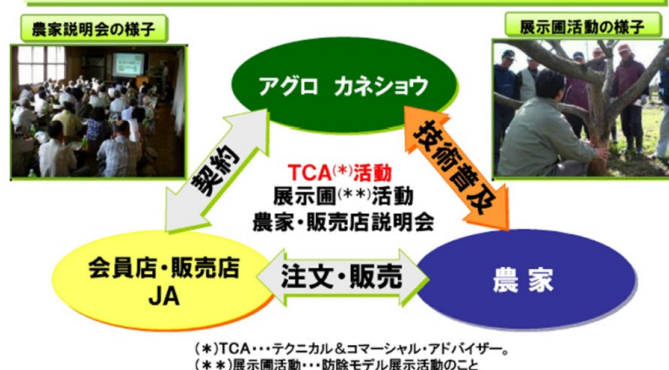 農家説明会の様子
展示圃活動の様子
アグロ カネショウ
契約
技術普及
TCA(*)活動
展示圃(**)活動
農家・販売店説明会
会員店・販売店
JA
注文・販売
農家
(*)TCA・・・テクニカル&コマーシャル・アドバイザー。
(**)展示圃活動・・・防除モデル展示活動のこと